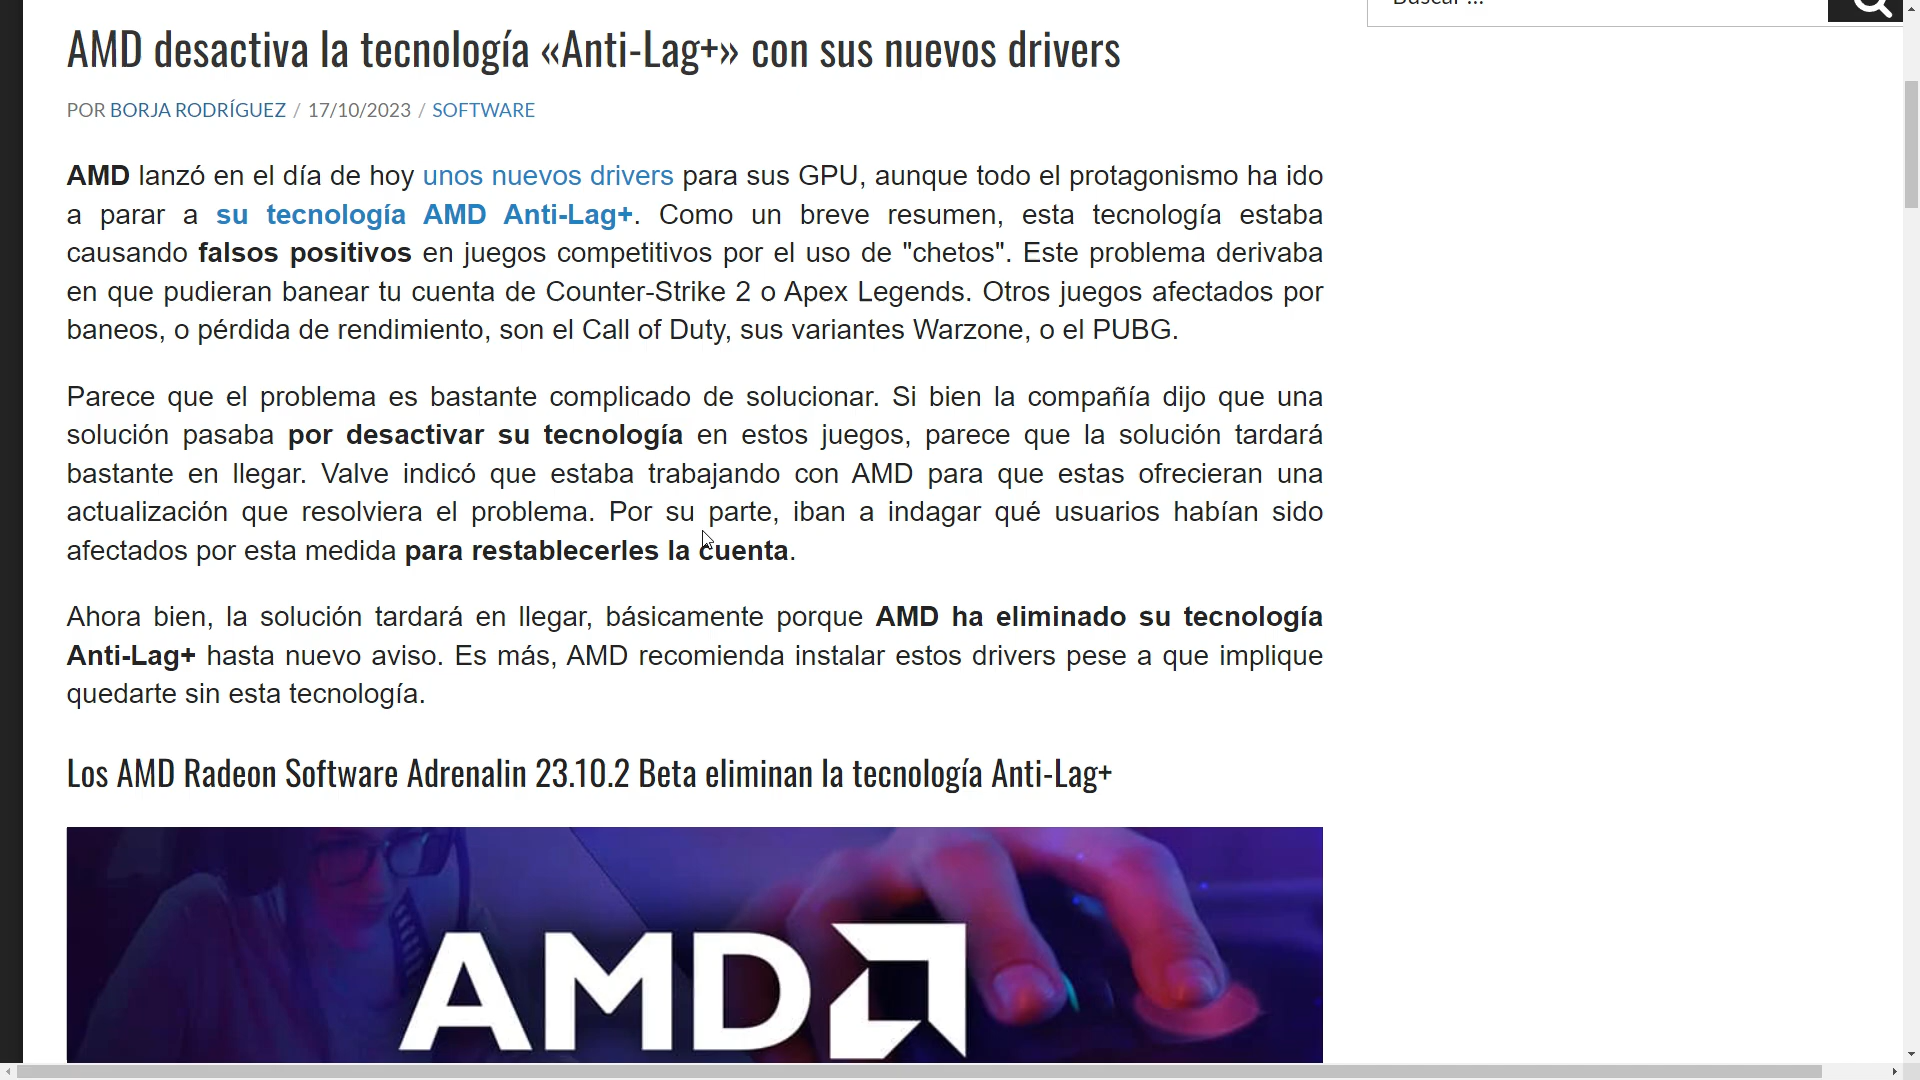 Buscar ...
AMD desactiva la tecnología «Anti-Lag+» con sus nuevos drivers
POR BORJA RODRÍGUEZ / 17/10/2023 / SOFTWARE
AMD lanzó en el día de hoy unos nuevos drivers para sus GPU, aunque todo el protagonismo ha ido
a parar a su tecnología AMD Anti-Lag+. Como un breve resumen, esta tecnología estaba
causando falsos positivos en juegos competitivos por el uso de "chetos". Este problema derivaba
en que pudieran banear tu cuenta de Counter-Strike 2 o Apex Legends. Otros juegos afectados por
baneos, o pérdida de rendimiento, son el Call of Duty, sus variantes Warzone, o el PUBG.
Parece que el problema es bastante complicado de solucionar. Si bien la compañía dijo que una
solución pasaba por desactivar su tecnología en estos juegos, parece que la solución tardará
bastante en llegar. Valve indicó que estaba trabajando con AMD para que estas ofrecieran una
actualización que resolviera el problema. Por su parte, iban a indagar qué usuarios habían sido
afectados por esta medida para restablecerles la cuenta.
Ahora bien, la solución tardará en llegar, básicamente porque AMD ha eliminado su tecnología
Anti-Lag+ hasta nuevo aviso. Es más, AMD recomienda instalar estos drivers pese a que implique
quedarte sin esta tecnología.
Los AMD Radeon Software Adrenalin 23.10.2 Beta eliminan la tecnología Anti-Lag+
AMD